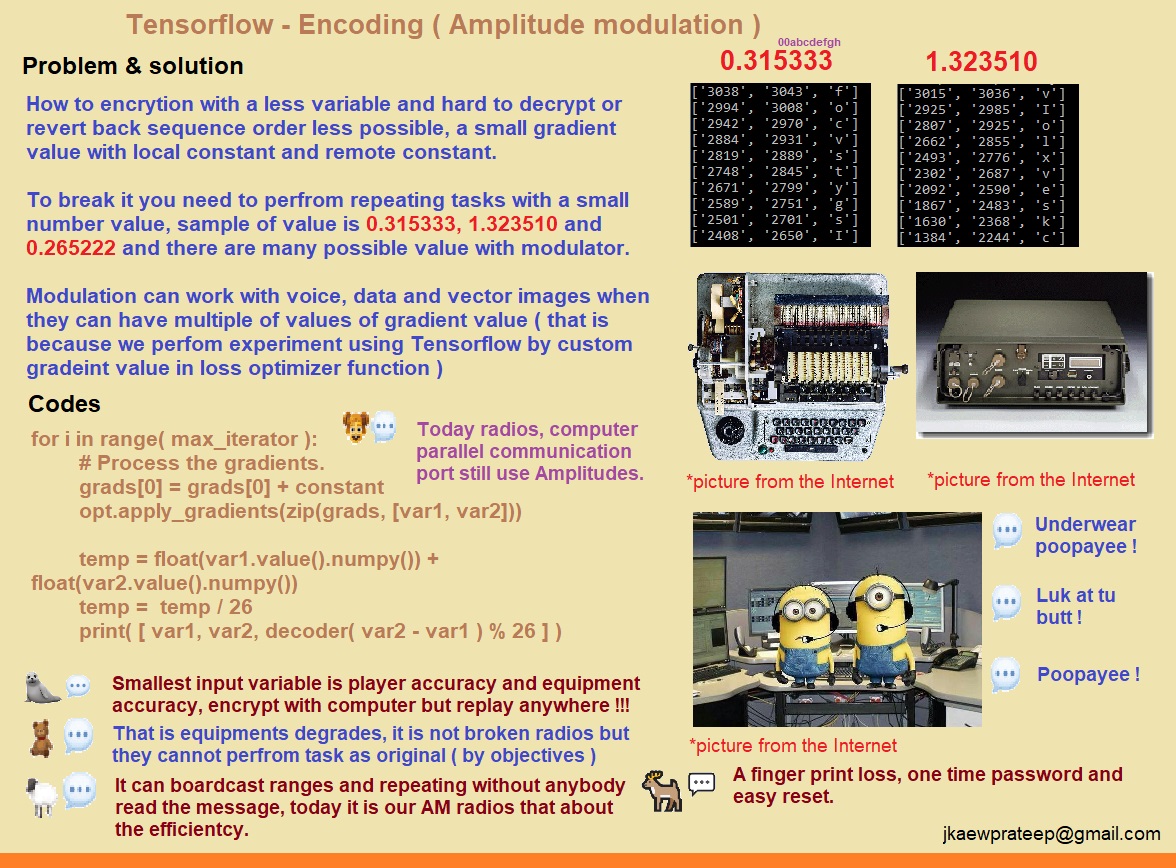 Tensorflow - Encoding ( Amplitude modulation )
Problem & solution
How to encrytion with a less variable and hard to decrypt or
revert back sequence order less possible, a small gradient
value with local constant and remote constant.
To break it you need to perfrom repeating tasks with a small
number value, sample of value is 0.315333, 1.323510 and
0.265222 and there are many possible value with modulator.
Modulation can work with voice, data and vector images when
they can have multiple of values of gradient value ( that is
because we perfom experiment using Tensorflow by custom
gradeint value in loss optimizer function )
Codes
for i in range( max_iterator ):
# Process the gradients.
grads[0] = grads[0] + constant
opt.apply_gradients(zip(grads, [var1, var2]))
temp = float(var1.value().numpy()) +
float(var2.value().numpy())
temp =  temp / 26
print( [ var1, var2, decoder( var2 - var1 ) % 26 ] )
Today radios, computer
parallel communication
port still use Amplitudes.
Smallest input variable is player accuracy and equipment
accuracy, encrypt with computer but replay anywhere !!!
That is equipments degrades, it is not broken radios but
they cannot perfrom task as original ( by objectives )
It can boardcast ranges and repeating without anybody
read the message, today it is our AM radios that about
the efficientcy.
00abcdefgh
0.315333
['3038', '3043', 'f']
['2994', '3008', 'o']
['2942', '2970', 'c']
['2884', '2931', 'v']
['2819', '2889', 's']
['2748', '2845', 't']
['2671', '2799', 'y']
['2589', '2751', 'g']
['2501', '2701', 's']
['2408', '2650', 'I']
1.323510
['3015', '3036', 'v']
['2925', '2985', 'I']
['2807', '2925', 'o']
['2662', '2855', 'l']
['2493', '2776', 'x']
['2302', '2687', 'v']
['2092', '2590', 'e']
['1867', '2483', 's']
['1630', '2368', 'k']
['1384', '2244', 'c']
*picture from the Internet
*picture from the Internet
Underwear
poopayee !
Luk at tu
butt !
Poopayee !
*picture from the Internet
A finger print loss, one time password and
easy reset.
jkaewprateep@gmail.com